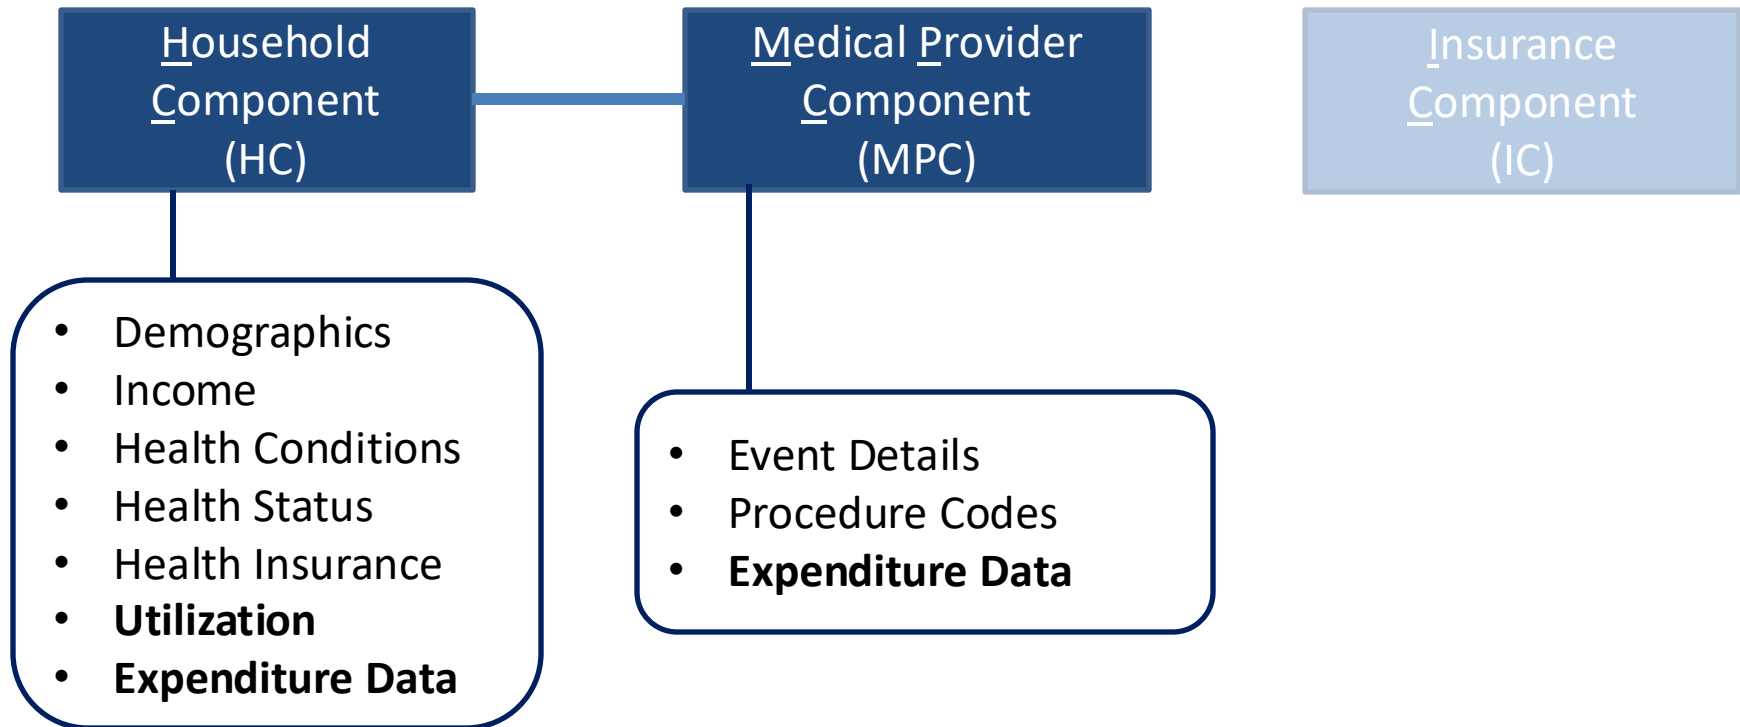 Household
Component
(HC)
Medical Provider
Component
(MPC)
Insurance
Component
(IC)
• Demographics
• Income
• Health Conditions
• Health Status
• Health Insurance
• Utilization
• Expenditure Data
• Event Details
• Procedure Codes
• Expenditure Data